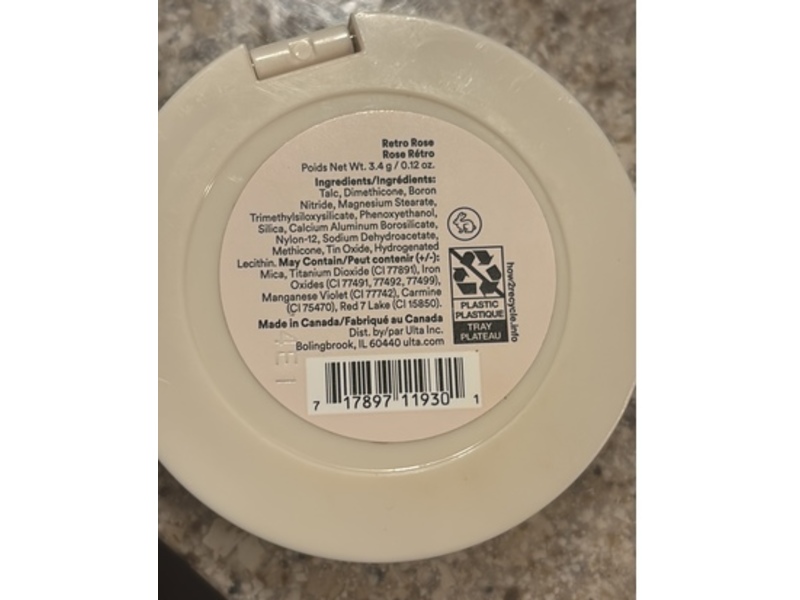 Retro Rose
Rose Rétro
Poids Net Wt. 3.4 g / 0.12 oz.
Ingredients/Ingrédients:
Talc, Dimethicone, Boron
Nitride, Magnesium Stearate,
Trimethylsiloxysilicate, Phenoxyethanol,
Silica, Calcium Aluminum Borosilicate,
Nylon-12, Sodium Dehydroacetate,
Methicone, Tin Oxide, Hydrogenated
Lecithin. May Contain/Peut contenir (+/-):
Mica, Titanium Dioxide (CI 77891), Iron
Oxides (CI 77491, 77492, 77499),
Manganese Violet (CI 77742), Carmine
(CI 75470), Red 7 Lake (CI 15850).
Made in Canada/Fabriqué au Canada
Dist. by/par Ulta Inc.
Bolingbrook, IL 60440 ulta.com
PLASTIC
PLASTIQUE
TRAY
PLATEAU
how2recycle.info
7 17897 11930 1